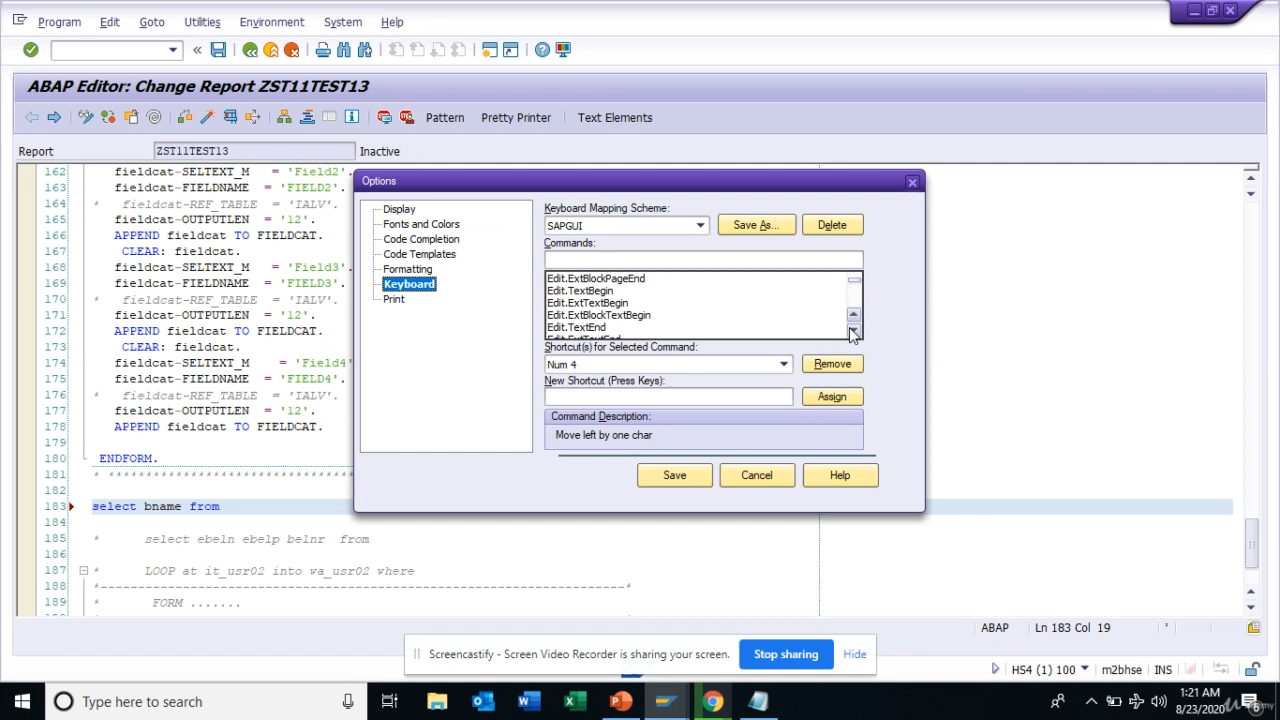 Program Edit Goto Utilities Environment System Help
ABAP Editor: Change Report ZST11TEST13
Pattern Pretty Printer Text Elements
Report ZST11TEST13 Inactive
162 fieldcat-SELTEXT_M = 'Field2'.
163 fieldcat-FIELDNAME = 'FIELD2'.
164 * fieldcat-REF_TABLE = 'IALV'.
165 fieldcat-OUTPUTLEN = '12'.
166 APPEND fieldcat TO FIELDCAT.
167 CLEAR: fieldcat.
168 fieldcat-SELTEXT_M = 'Field3'.
169 fieldcat-FIELDNAME = 'FIELD3'.
170 * fieldcat-REF_TABLE = 'IALV'.
171 fieldcat-OUTPUTLEN = '12'.
172 APPEND fieldcat TO FIELDCAT.
173 CLEAR: fieldcat.
174 fieldcat-SELTEXT_M = 'Field4'
175 fieldcat-FIELDNAME = 'FIELD4'.
176 * fieldcat-REF_TABLE = 'IALV'.
177 fieldcat-OUTPUTLEN = '12'.
178 APPEND fieldcat TO FIELDCAT.
179
180 ENDFORM.
181 * ************************************
182
183 select bname from
184
185 * select ebeln ebelp belnr from
186
187 * LOOP at it_usr02 into wa_usr02 where
188 *----------------------------------------------------------------*
189 * FORM .......
Options
Display
Fonts and Colors
Code Completion
Code Templates
Formatting
Keyboard
Print
Keyboard Mapping Scheme:
SAPGUI Save As... Delete
Commands:
Edit.ExtBlockPageEnd
Edit.TextBegin
Edit.ExtTextBegin
Edit.ExtBlockTextBegin
Edit.TextEnd
Edit.ExtTextEnd
Shortcut(s) for Selected Command:
Num 4 Remove
New Shortcut (Press Keys):
Assign
Command Description:
Move left by one char
Save Cancel Help
ABAP Ln 183 Col 19
Screencastify - Screen Video Recorder is sharing your screen. Stop sharing Hide
HS4 (1) 100 m2bhse INS
Type here to search
1:21 AM
8/23/2020